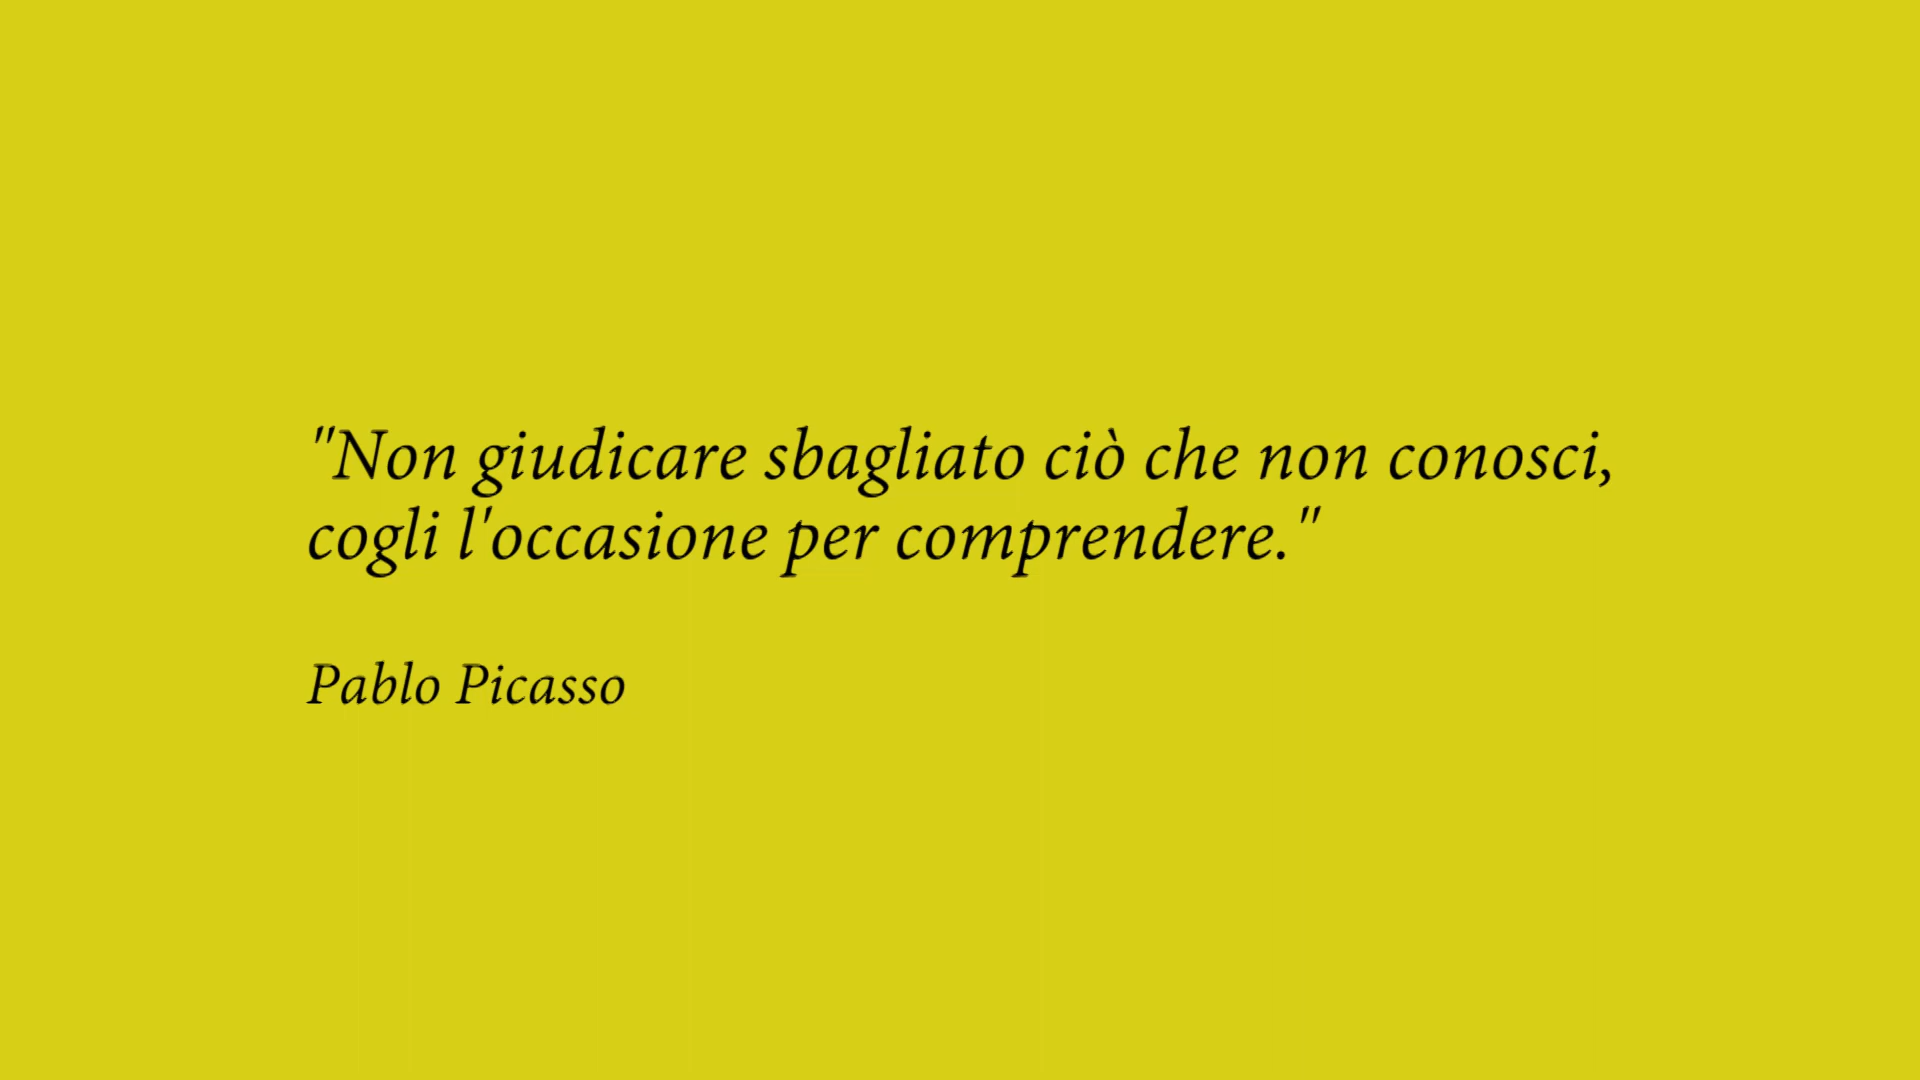 "Non giudicare sbagliato ciò che non conosci,
cogli l'occasione per comprendere."
Pablo Picasso